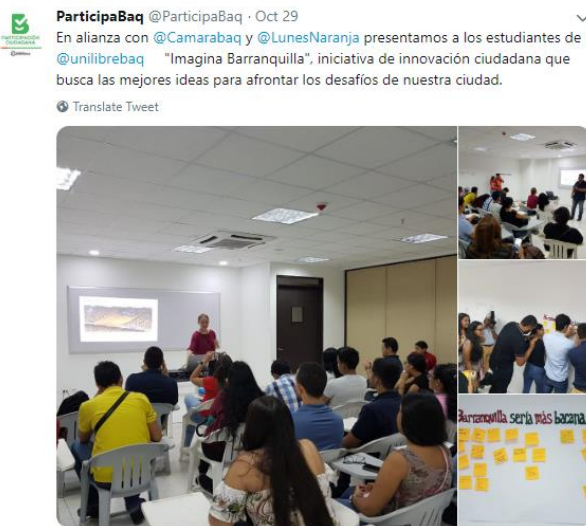 ParticipaBaq @ParticipaBaq · Oct 29
En alianza con @Camarabaq y @LunesNaranja presentamos a los estudiantes de
@unilibrebaq "Imagina Barranquilla", iniciativa de innovación ciudadana que
busca las mejores ideas para afrontar los desafíos de nuestra ciudad.
Translate Tweet
Barranquilla sería más bacana